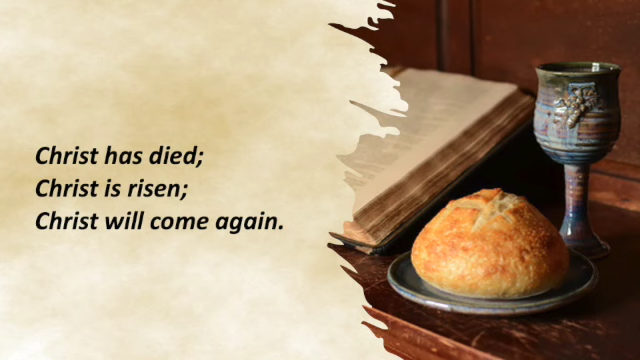 Christ has died;
Christ is risen;
Christ will come again.